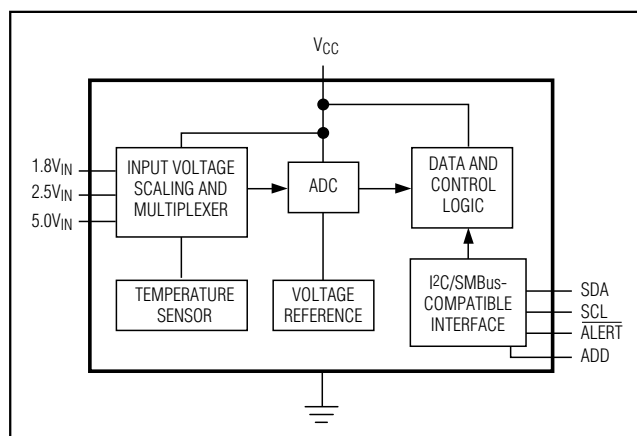 VCC
1.8VIN
2.5VIN
5.0VIN
INPUT VOLTAGE
SCALING AND
MULTIPLEXER
ADC
DATA AND
CONTROL
LOGIC
TEMPERATURE
SENSOR
VOLTAGE
REFERENCE
I2C/SMBus-
COMPATIBLE
INTERFACE
SDA
SCL
ALERT
ADD